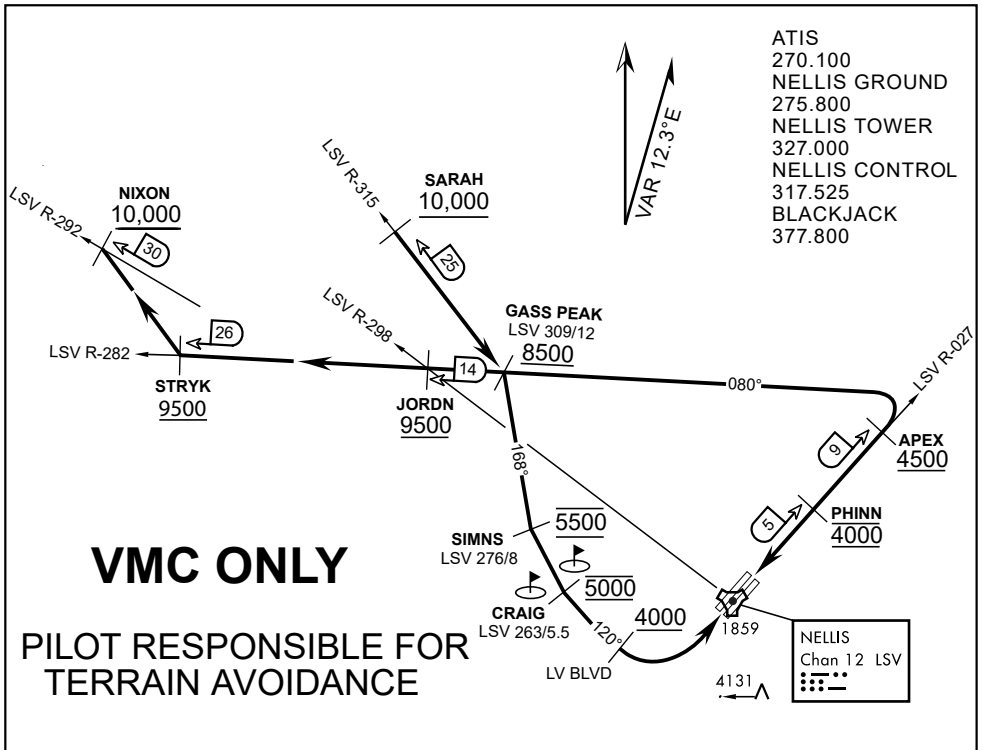 ATIS
270.100
NELLIS GROUND
275.800
NELLIS TOWER
327.000
NELLIS CONTROL
317.525
BLACKJACK
377.800
VAR 12.3°E
LSV R-292
NIXON
10,000
30
LSV R-315
SARAH
10,000
25
LSV R-282
26
STRYK
9500
LSV R-298
14
JORDN
9500
GASS PEAK
LSV 309/12
8500
080°
LSV R-027
9
APEX
4500
5
PHINN
4000
168°
SIMNS
LSV 276/8
5500
CRAIG
LSV 263/5.5
5000
120°
4000
LV BLVD
1859
4131
NELLIS
Chan 12 LSV
VMC ONLY
PILOT RESPONSIBLE FOR
TERRAIN AVOIDANCE